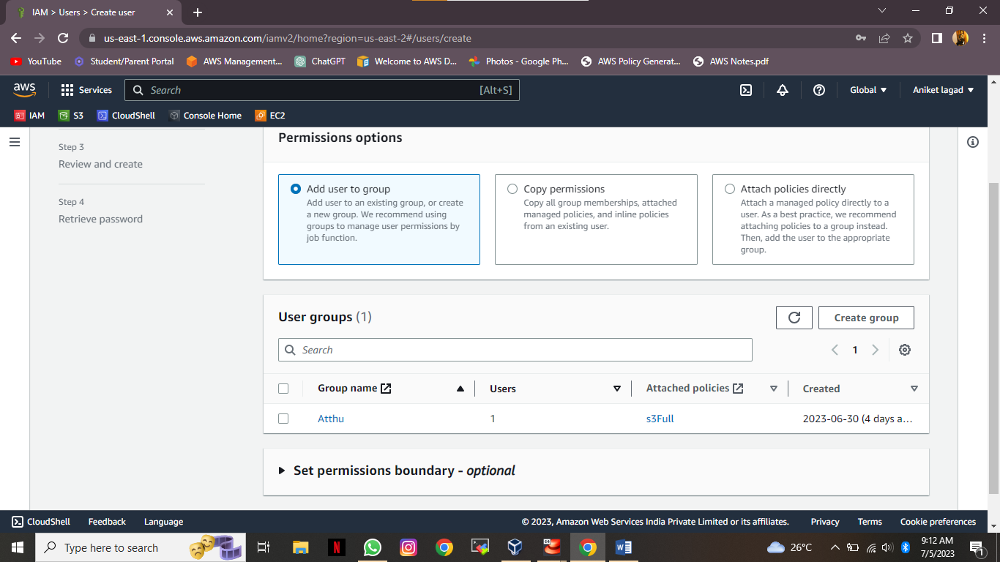 IAM > Users > Create user
us-east-1.console.aws.amazon.com/iamv2/home?region=us-east-2#/users/create
YouTube
Student/Parent Portal
AWS Management...
ChatGPT
Welcome to AWS D...
Photos - Google Ph...
AWS Policy Generat...
AWS Notes.pdf
aws
Services
Search
[Alt+S]
Global
Aniket lagad
IAM
S3
CloudShell
Console Home
EC2
Step 3
Review and create
Step 4
Retrieve password
Permissions options
Add user to group
Add user to an existing group, or create
a new group. We recommend using
groups to manage user permissions by
job function.
Copy permissions
Copy all group memberships, attached
managed policies, and inline policies
from an existing user.
Attach policies directly
Attach a managed policy directly to a
user. As a best practice, we recommend
attaching policies to a group instead.
Then, add the user to the appropriate
group.
User groups (1)
Create group
Search
1
Group name
Users
Attached policies
Created
Atthu
1
s3Full
2023-06-30 (4 days a...
Set permissions boundary - optional
CloudShell
Feedback
Language
© 2023, Amazon Web Services India Private Limited or its affiliates.
Privacy
Terms
Cookie preferences
Type here to search
26°C
9:12 AM
7/5/2023
1